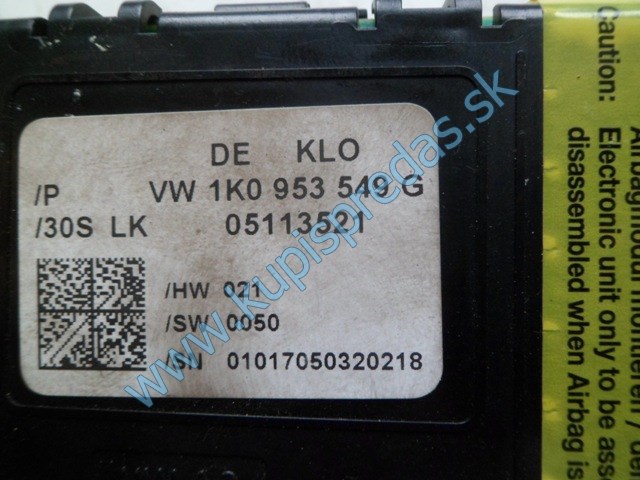 DE KLO
/P VW 1K0 953 549 G
/30S LK 05113521
/HW 021
/SW 0050
/SN 01017050320218
www.kupispredas.sk
Caution:
Electronic unit only to be
disassembled when Airbag is